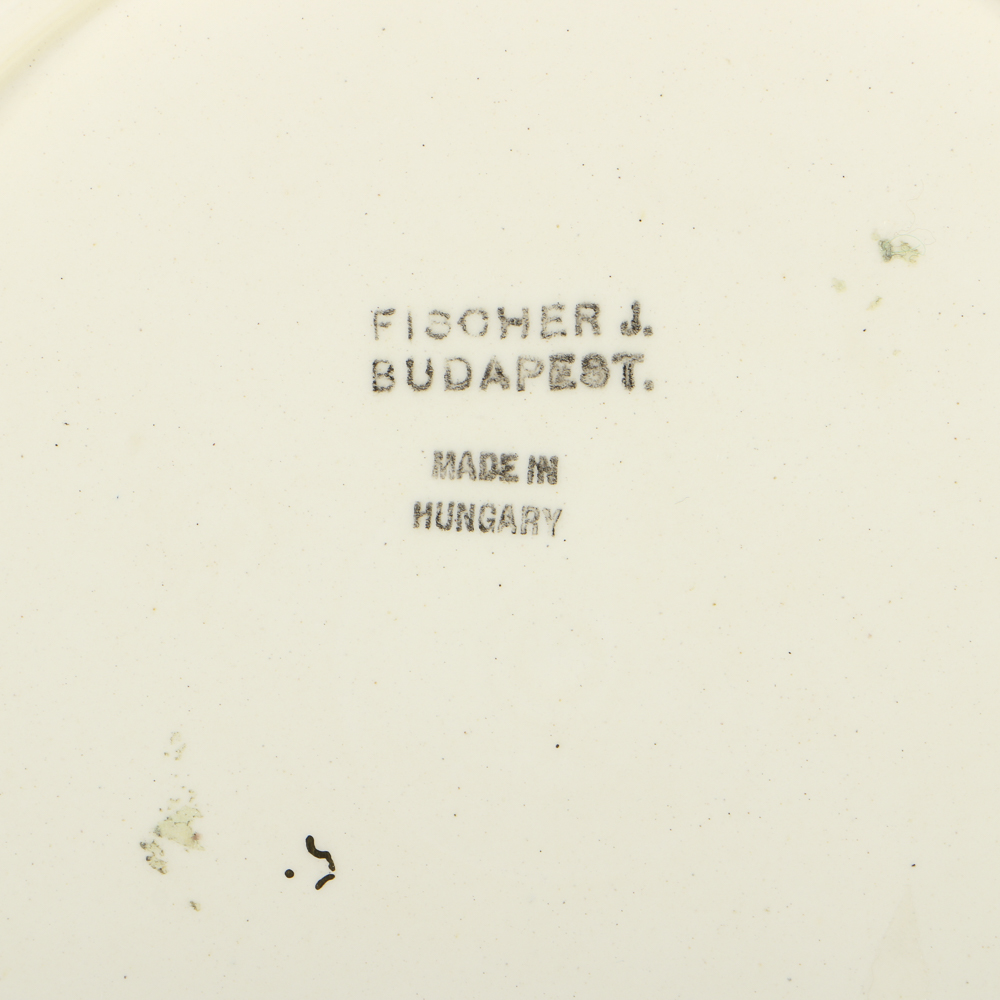 FISCHER J.
BUDAPEST.
MADE IN
HUNGARY